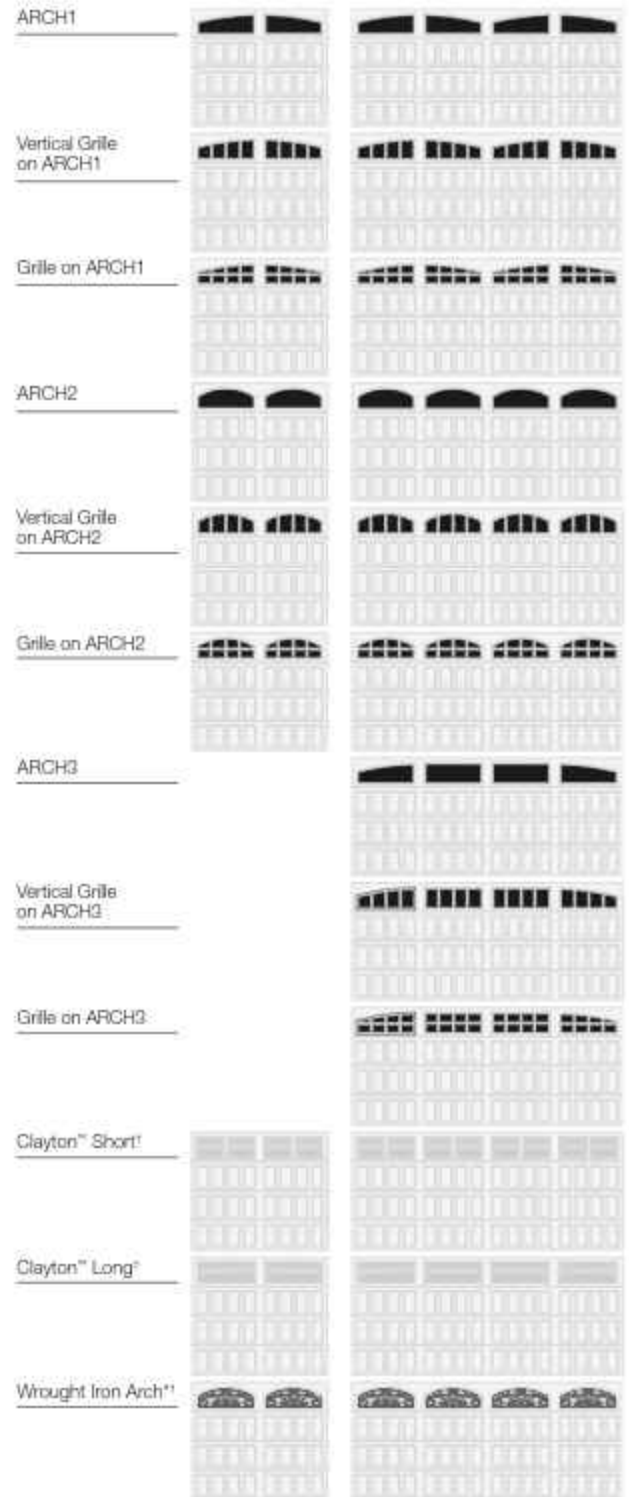 ARCH1
Vertical Grille
on ARCH1
Grille on ARCH1
ARCH2
Vertical Grille
on ARCH2
Grille on ARCH2
ARCH3
Vertical Grille
on ARCH3
Grille on ARCH3
Clayton™ Short†
Clayton™ Long‡
Wrought Iron Arch*†